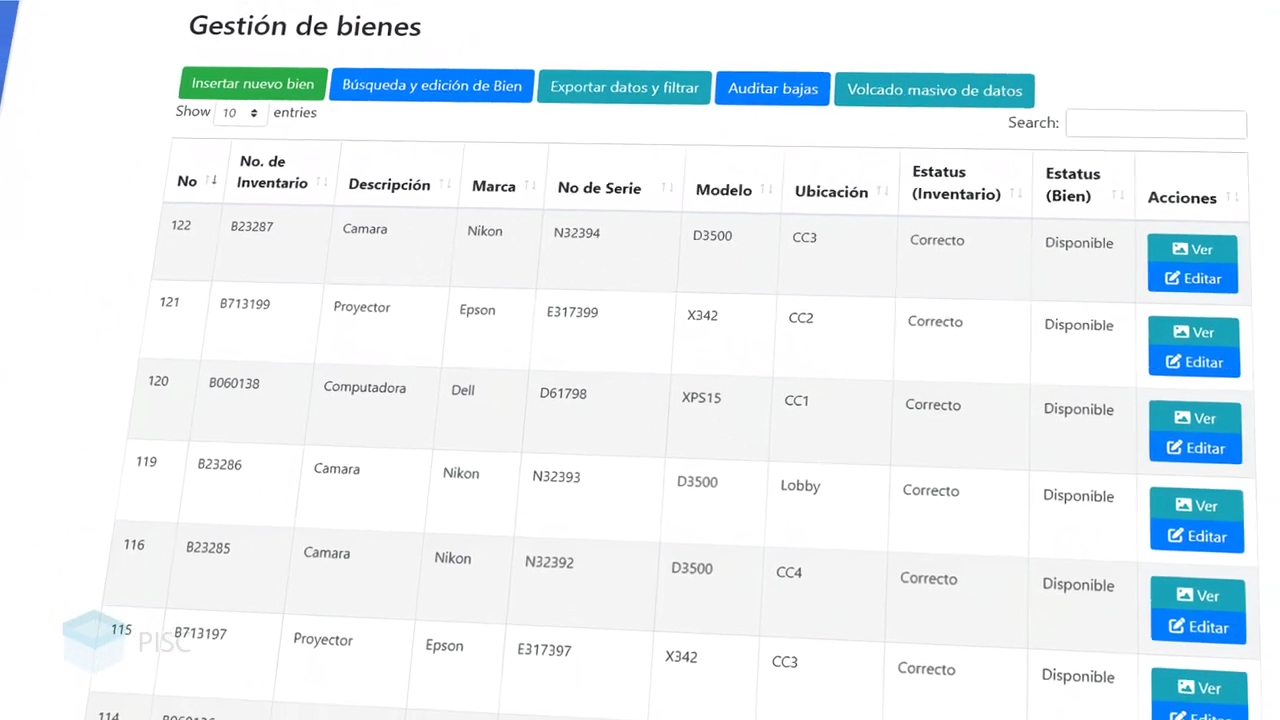 Gestión de bienes
Insertar nuevo bien Búsqueda y edición de Bien Exportar datos y filtrar Auditar bajas Volcado masivo de datos
Show 10 entries
Search:
No No. de Inventario Descripción Marca No de Serie Modelo Ubicación Estatus (Inventario) Estatus (Bien) Acciones
122 B23287 Camara Nikon N32394 D3500 CC3 Correcto Disponible Ver
Editar
121 B713199 Proyector Epson E317399 X342 CC2 Correcto Disponible Ver
Editar
120 B060138 Computadora Dell D61798 XPS15 CC1 Correcto Disponible Ver
Editar
119 B23286 Camara Nikon N32393 D3500 Lobby Correcto Disponible Ver
Editar
116 B23285 Camara Nikon N32392 D3500 CC4 Correcto Disponible Ver
Editar
115 B713197 Proyector Epson E317397 X342 CC3 Correcto Disponible Ver
Editar
PISC
114